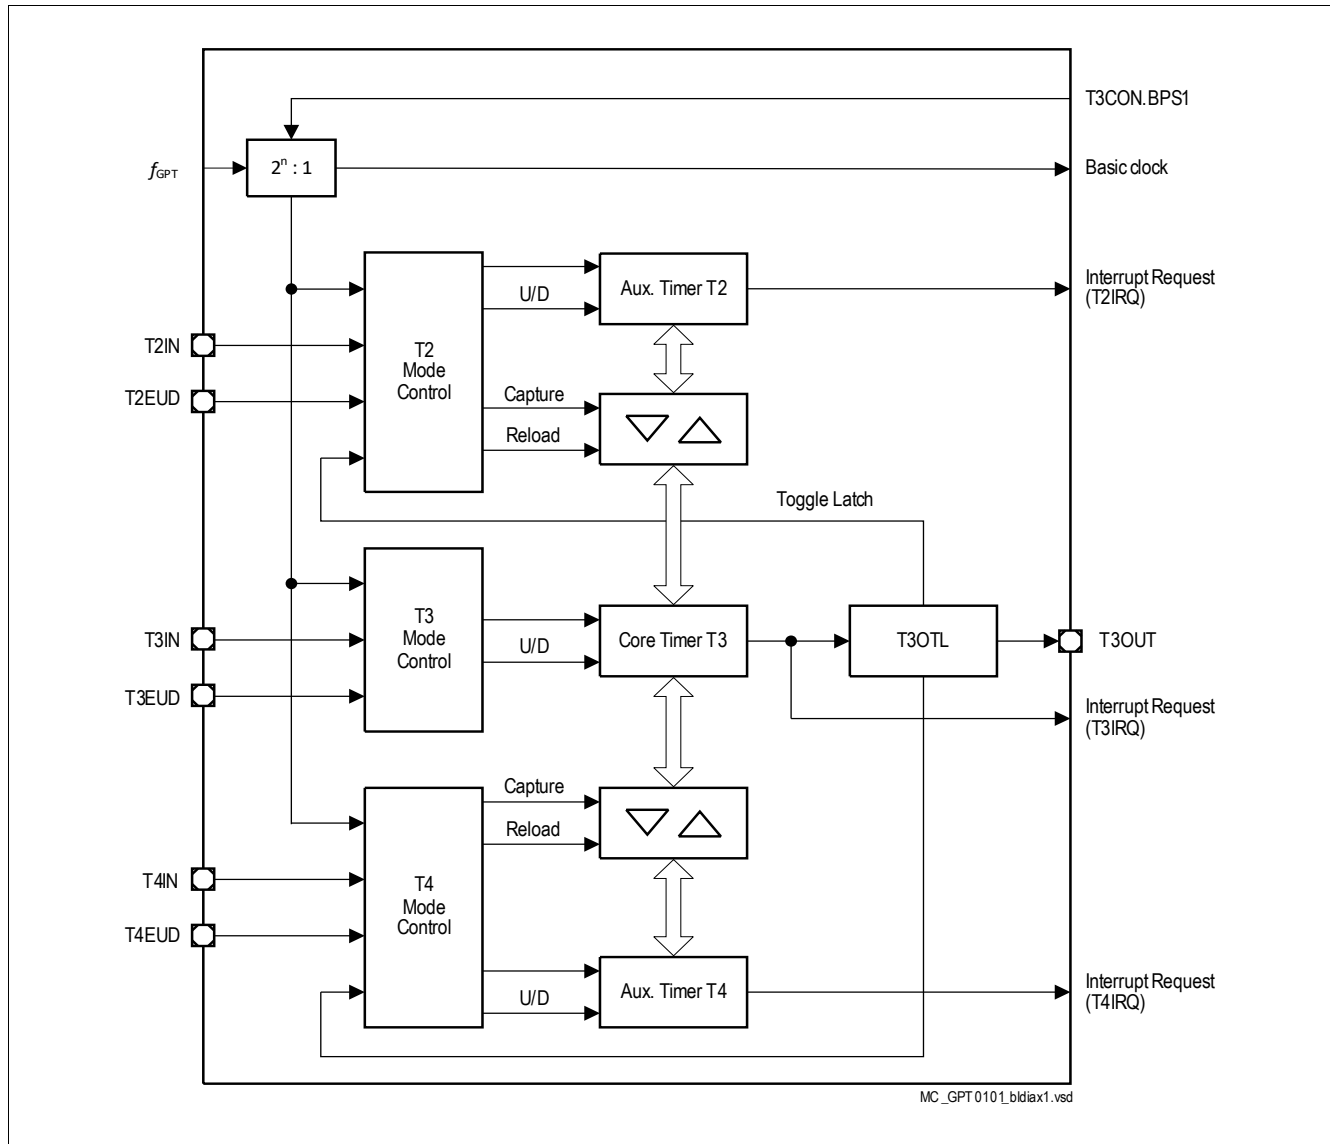 T3CON.BPS1
fGPT
2ⁿ : 1
Basic clock
Interrupt Request
(T2IRQ)
U/D
Aux. Timer T2
T2IN
T2
Mode
Control
T2EUD
Capture
Reload
Toggle Latch
T3IN
T3
Mode
Control
U/D
Core Timer T3
T3OTL
T3OUT
T3EUD
Interrupt Request
(T3IRQ)
Capture
Reload
T4IN
T4
Mode
Control
T4EUD
U/D
Aux. Timer T4
Interrupt Request
(T4IRQ)
MC_GPT0101_bldiax1.vsd